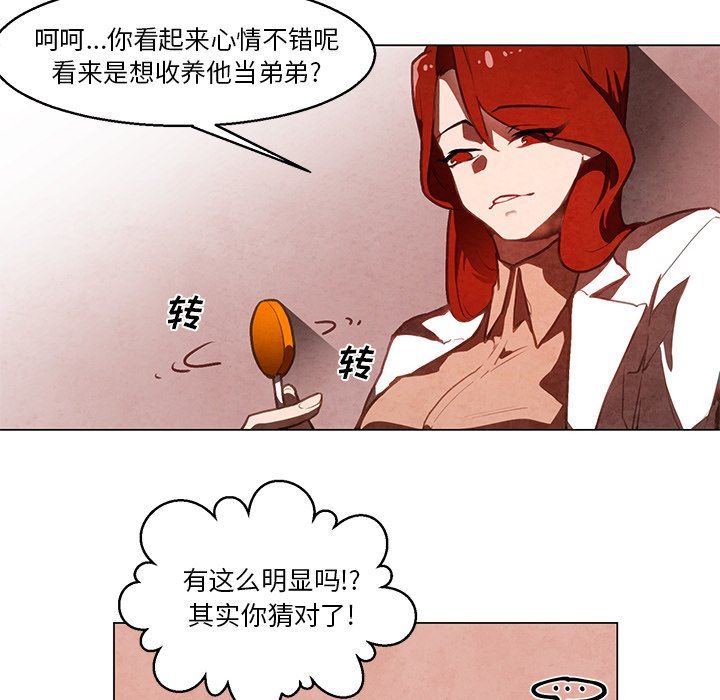 呵呵...你看起来心情不错呢
看来是想收养他当弟弟?
转
转
有这么明显吗!?
其实你猜对了!
...